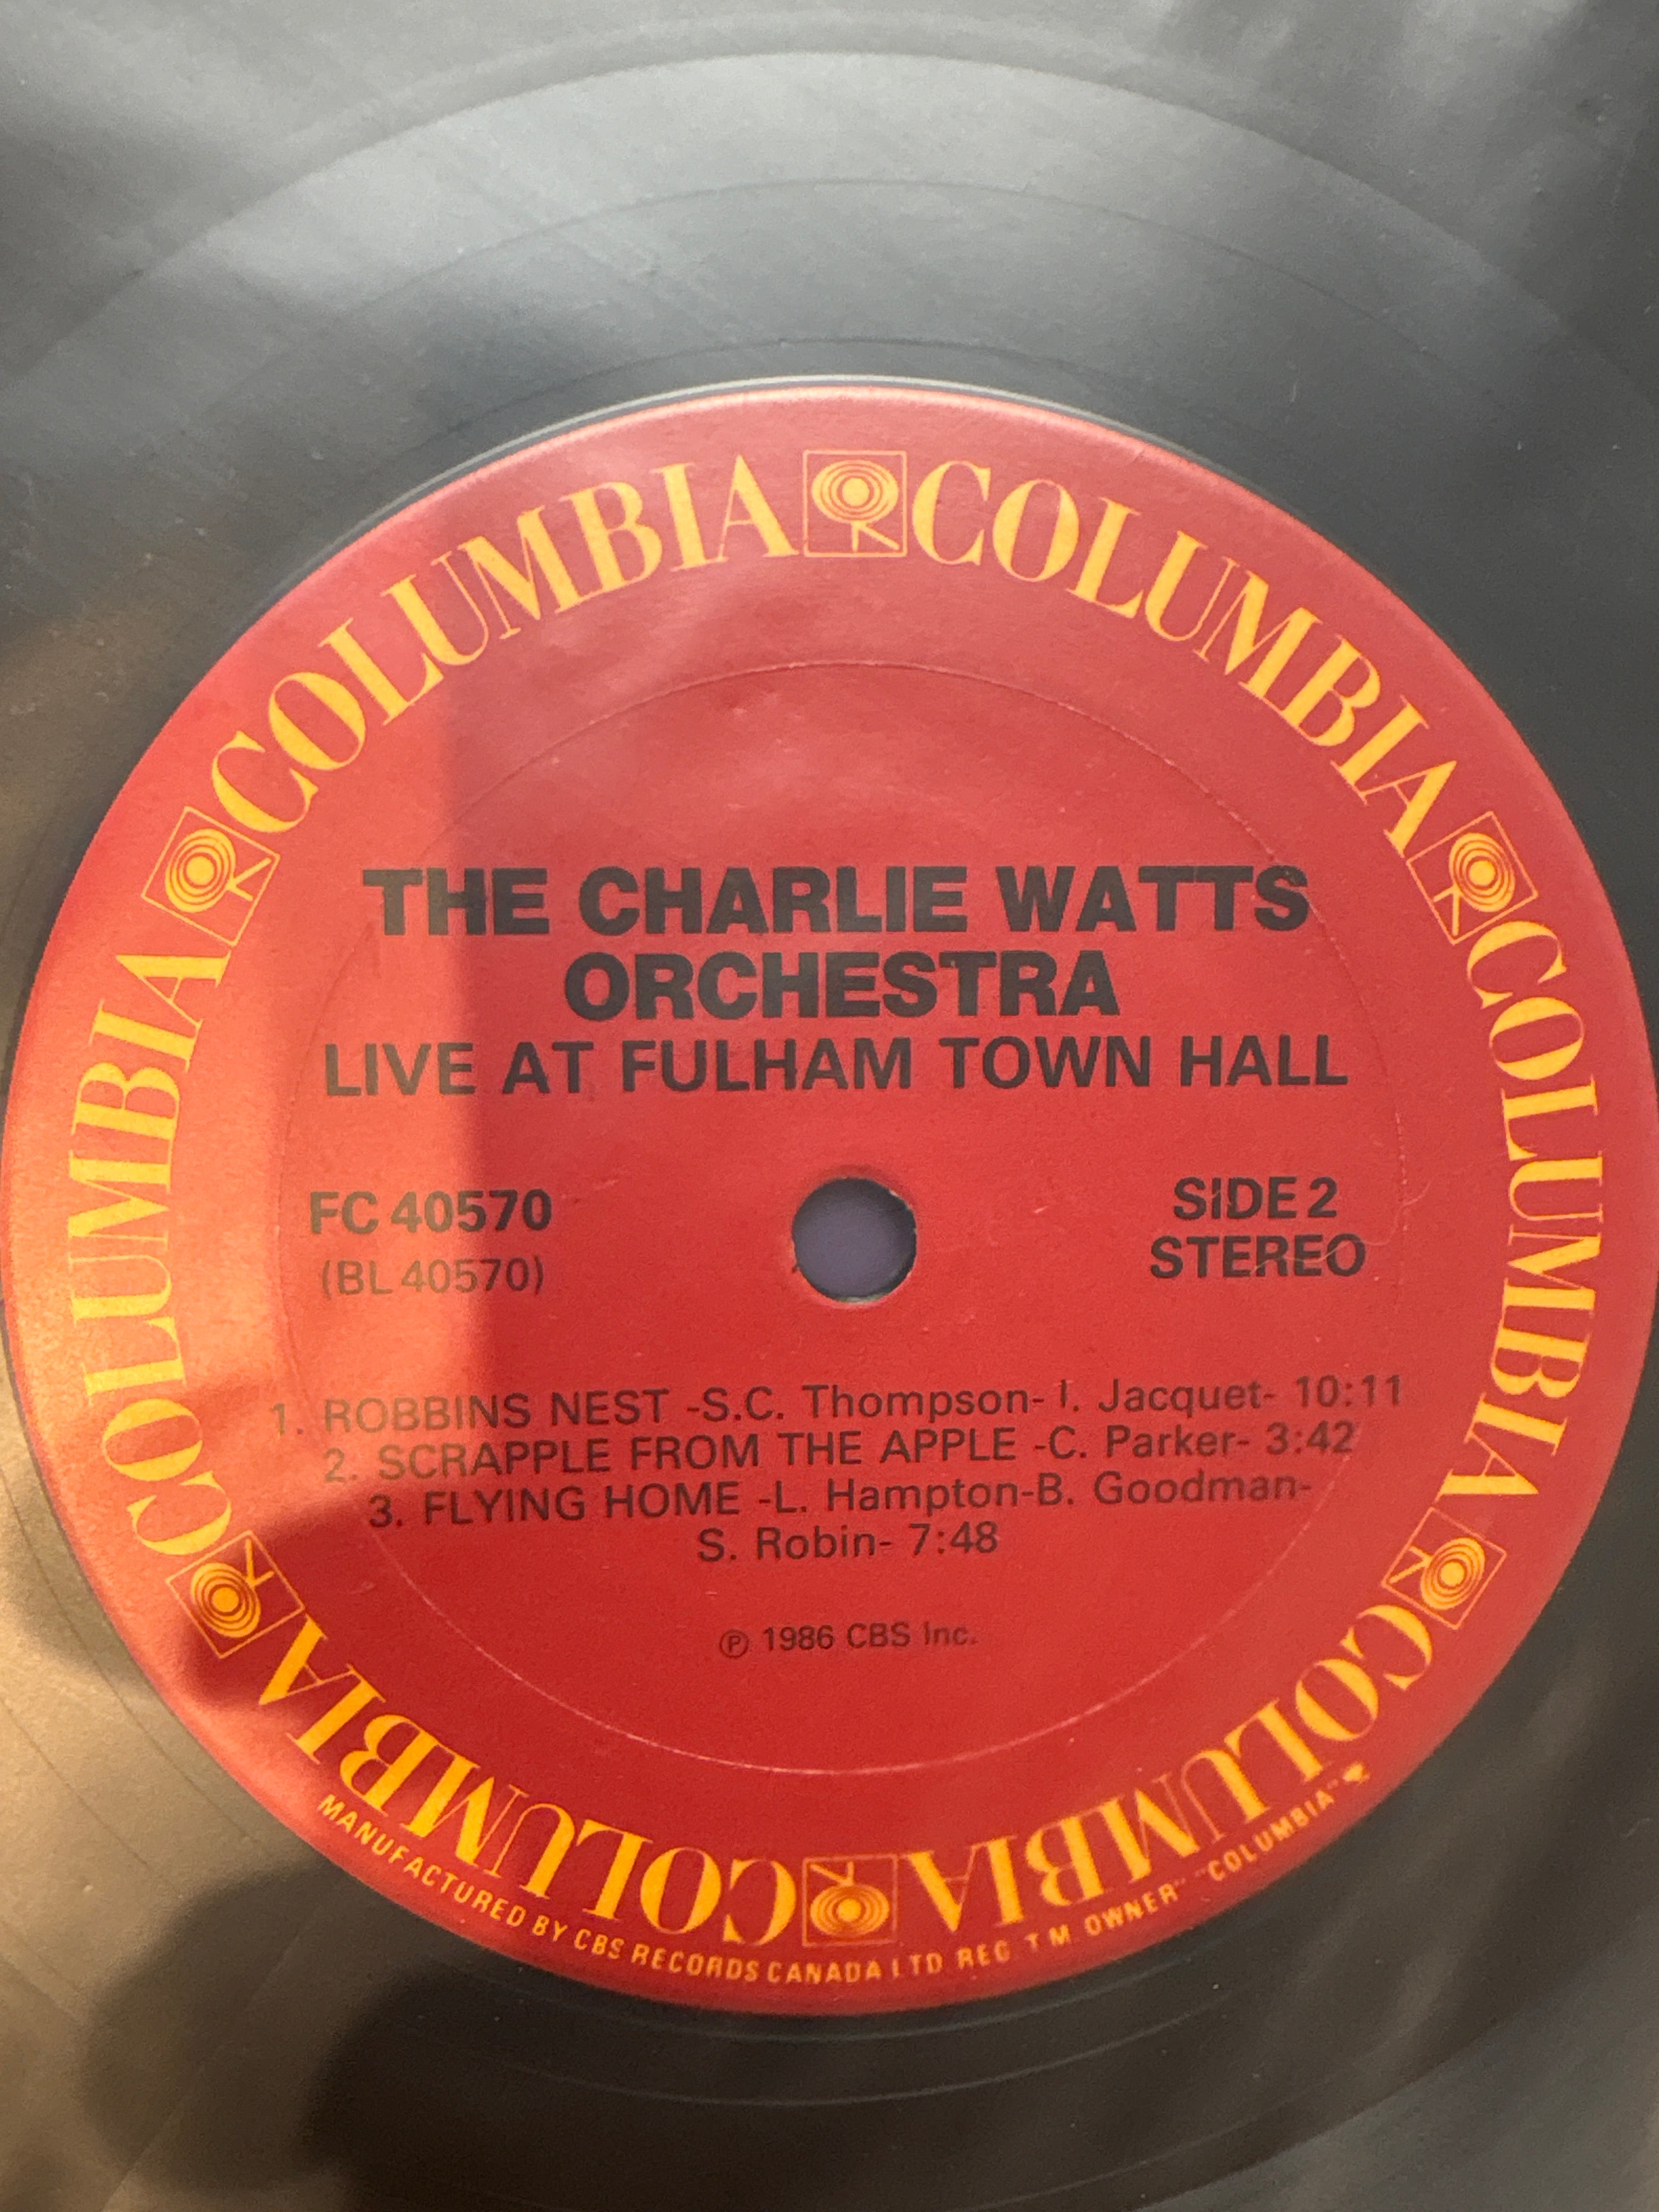 COLUMBIA COLUMBIA COLUMBIA COLUMBIA COLUMBIA COLUMBIA
THE CHARLIE WATTS
ORCHESTRA
LIVE AT FULHAM TOWN HALL
FC 40570
(BL 40570)
SIDE 2
STEREO
1. ROBBINS NEST -S.C. Thompson- I. Jacquet- 10:11
2. SCRAPPLE FROM THE APPLE -C. Parker- 3:42
3. FLYING HOME -L. Hampton-B. Goodman-
S. Robin- 7:48
℗ 1986 CBS Inc.
MANUFACTURED BY CBS RECORDS CANADA LTD REG T M. OWNER" "COLUMBIA"